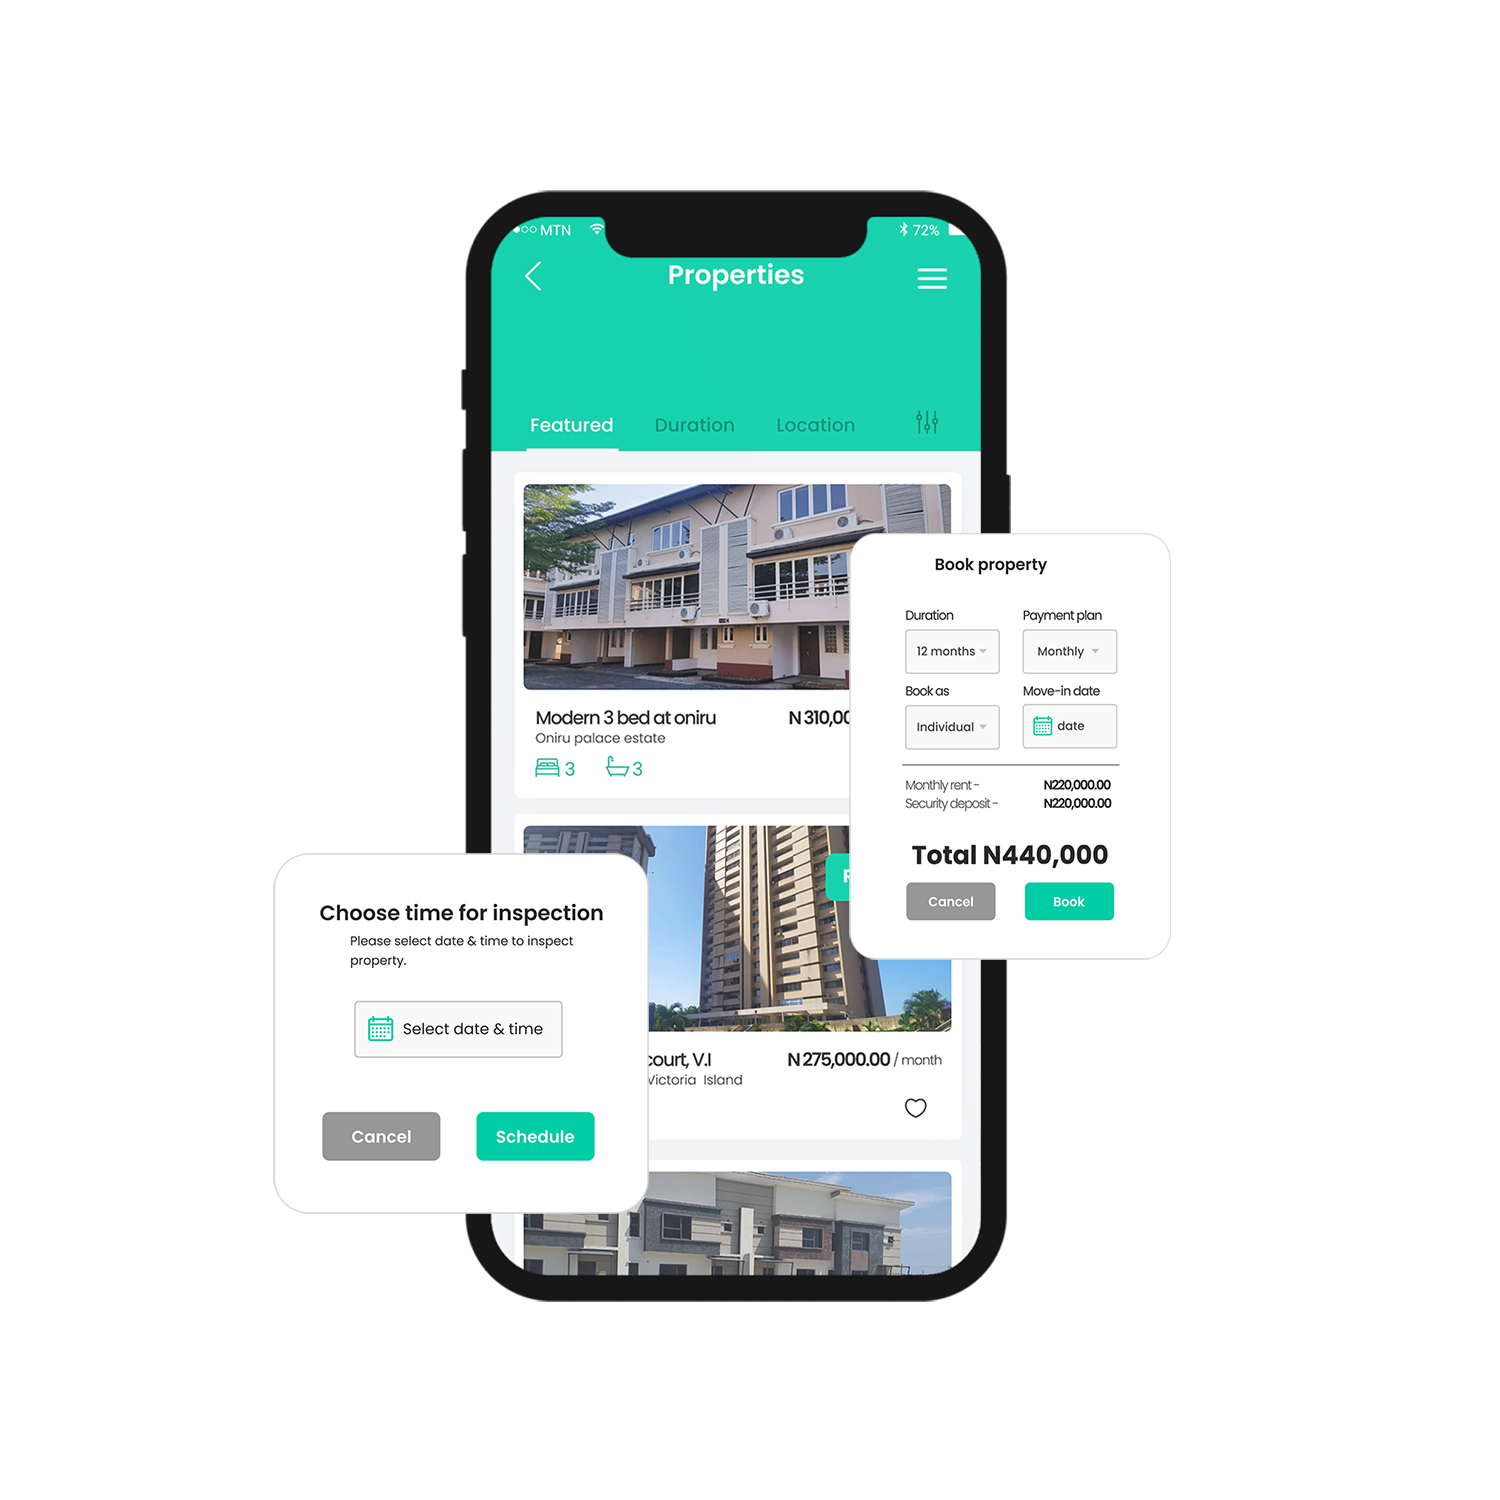 MTN
72%
Properties
Featured
Duration
Location
Modern 3 bed at oniru
N 310,00
Oniru palace estate
3
3
Book property
Duration
Payment plan
12 months
Monthly
Book as
Move-in date
Individual
date
Monthly rent -
N220,000.00
Security deposit -
N220,000.00
Total N440,000
Cancel
Book
Choose time for inspection
Please select date & time to inspect
property.
Select date & time
Cancel
Schedule
court, V.I
N 275,000.00 / month
Victoria Island